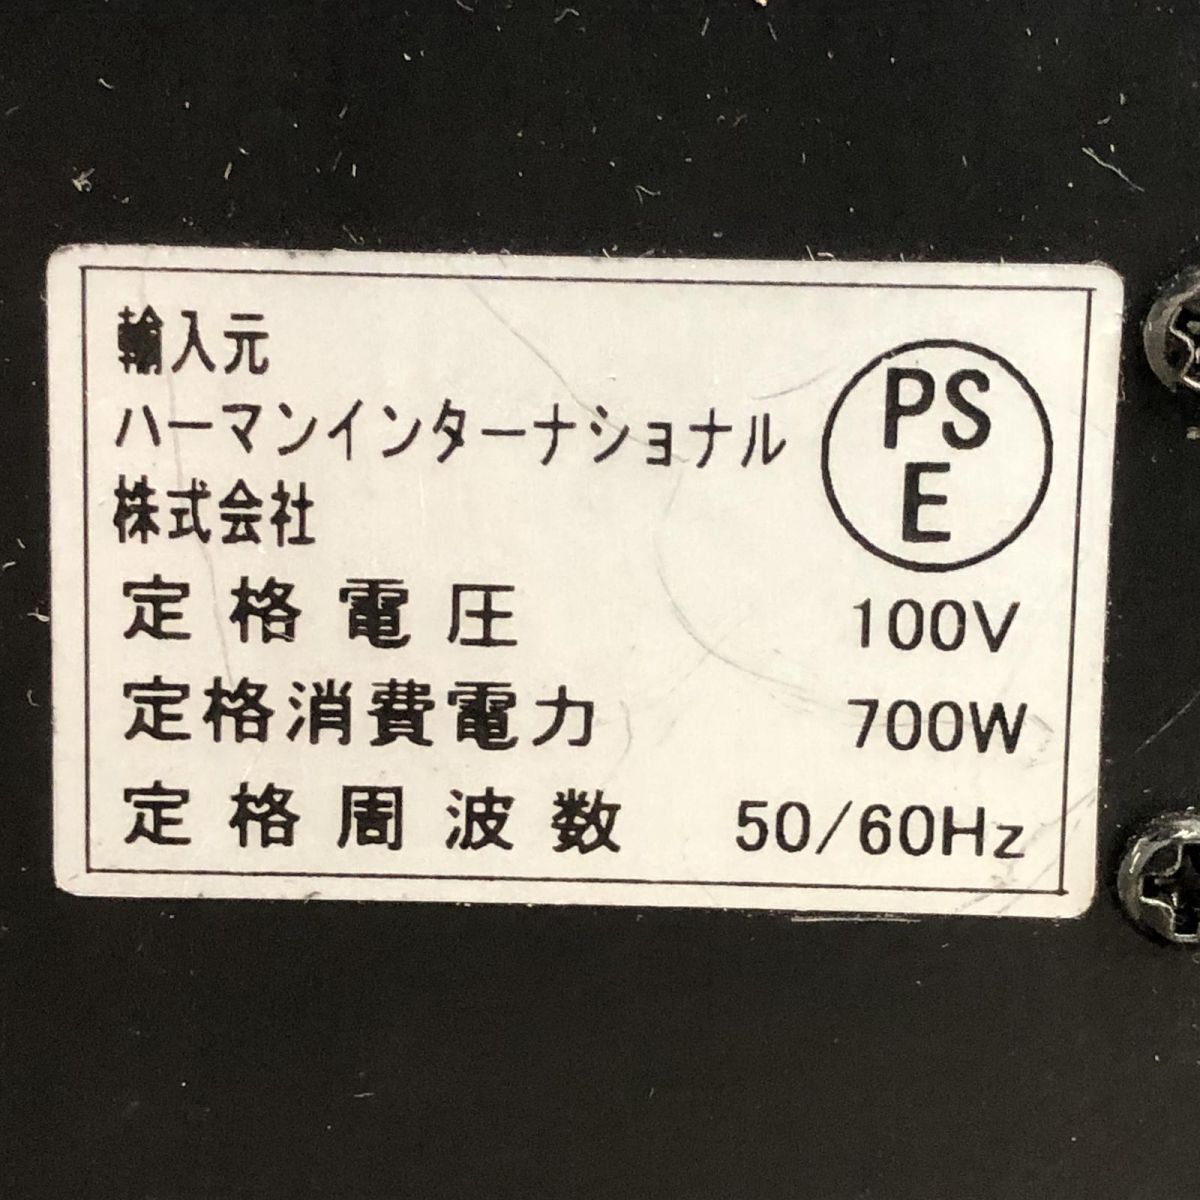 輸入元
ハーマンインターナショナル
株式会社
PS
E
定格電圧 100V
定格消費電力 700W
定格周波数 50/60Hz